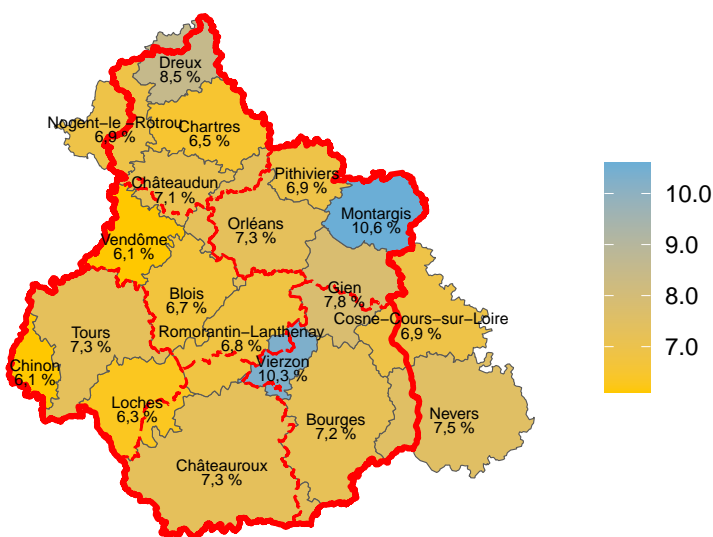 Dreux
8,5 %
Nogent–le –Rotrou
6,9 %
Chartres
6,5 %
Pithiviers
6,9 %
Châteaudun
7,1 %
Montargis
10,6 %
Orléans
7,3 %
Vendôme
6,1 %
Gien
7,8 %
Blois
6,7 %
Cosne–Cours–sur–Loire
6,9 %
Romorantin–Lanthenay
6,8 %
Tours
7,3 %
Vierzon
10,3 %
Chinon
6,1 %
Loches
6,3 %
Bourges
7,2 %
Nevers
7,5 %
Châteauroux
7,3 %
10.0
9.0
8.0
7.0